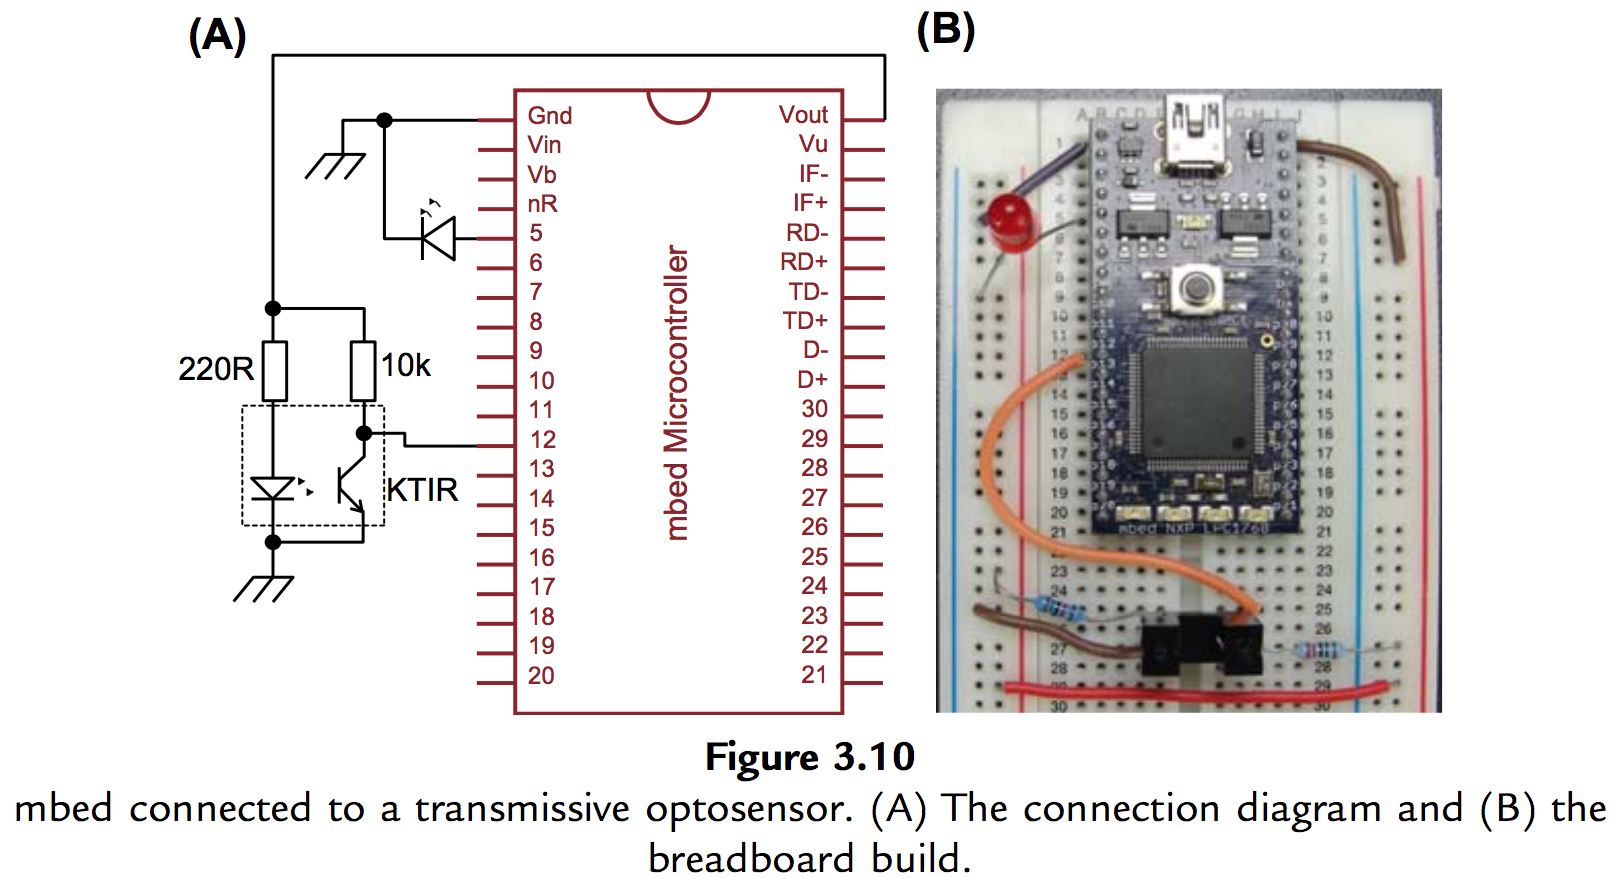 (A)
Gnd
Vin
Vb
nR
5
6
7
8
9
10
11
12
13
14
15
16
17
18
19
20
mbed Microcontroller
Vout
Vu
IF-
IF+
RD-
RD+
TD-
TD+
D-
D+
30
29
28
27
26
25
24
23
22
21
220R
10k
KTIR
(B)
mbed NXP LPC1768
Figure 3.10
mbed connected to a transmissive optosensor. (A) The connection diagram and (B) the
breadboard build.